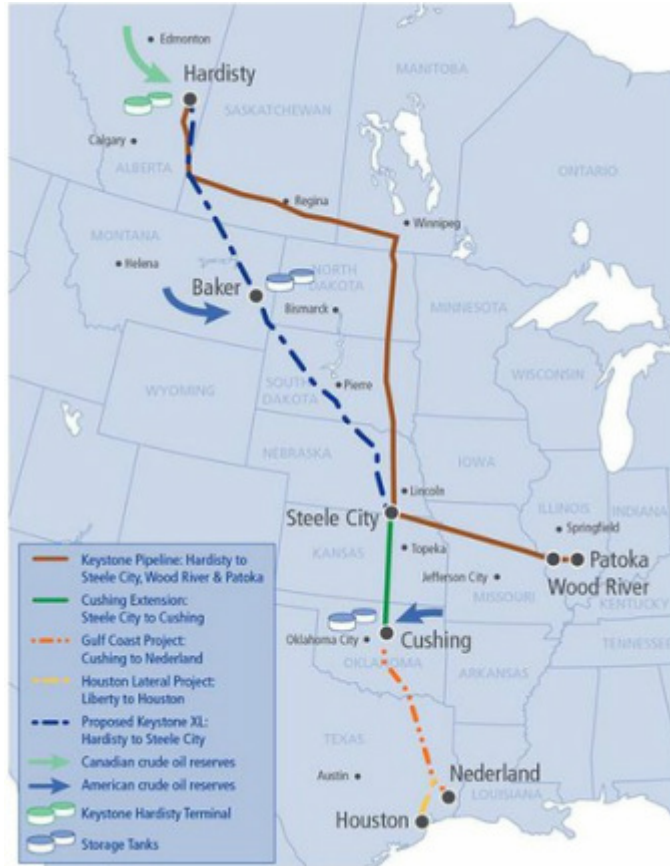 Edmonton
Hardisty
MANITOBA
SASKATCHEWAN
Calgary
ALBERTA
ONTARIO
Regina
Winnipeg
MONTANA
Helena
NORTH
DAKOTA
Baker
Bismarck
MINNESOTA
WISCONSIN
WYOMING
SOUTH
DAKOTA
Pierre
NEBRASKA
IOWA
Lincoln
Steele City
ILLINOIS
INDIANA
Springfield
KANSAS
Topeka
Patoka
Jefferson City
Wood River
MISSOURI
KENTUCKY
Oklahoma City
Cushing
TENNESSEE
OKLAHOMA
ARKANSAS
TEXAS
Austin
Nederland
LOUISIANA
Houston
Keystone Pipeline: Hardisty to
Steele City, Wood River & Patoka
Cushing Extension:
Steele City to Cushing
Gulf Coast Project:
Cushing to Nederland
Houston Lateral Project:
Liberty to Houston
Proposed Keystone XL:
Hardisty to Steele City
Canadian crude oil reserves
American crude oil reserves
Keystone Hardisty Terminal
Storage Tanks